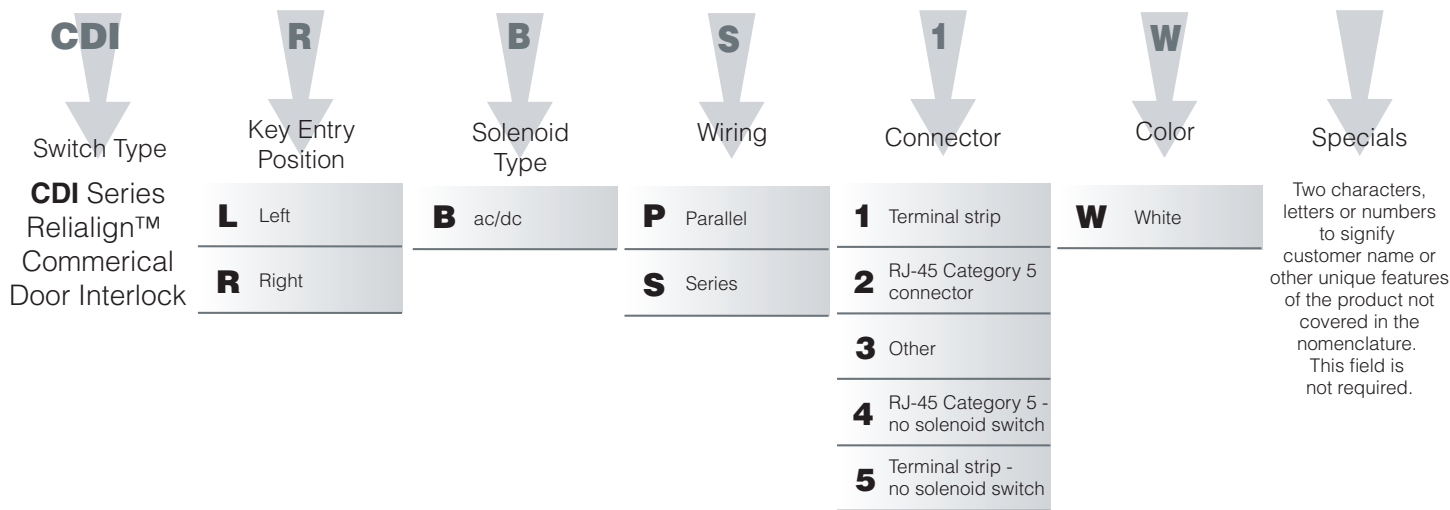 CDI
R
B
S
1
W
Switch Type
Key Entry
Position
Solenoid
Type
Wiring
Connector
Color
Specials
CDI Series
Relialign™
Commerical
Door Interlock
L Left
R Right
B ac/dc
P Parallel
S Series
1 Terminal strip
2 RJ-45 Category 5
connector
3 Other
4 RJ-45 Category 5 -
no solenoid switch
5 Terminal strip -
no solenoid switch
W White
Two characters,
letters or numbers
to signify
customer name or
other unique features
of the product not
covered in the
nomenclature.
This field is
not required.